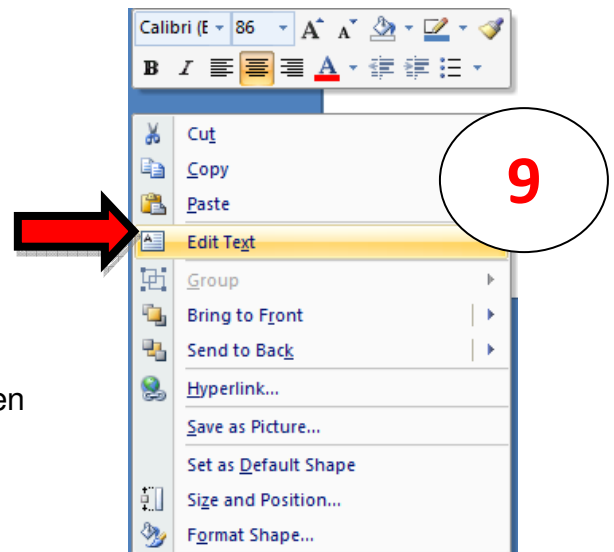 Calibri (E 86 A A
B I A
Cut
Copy
9
Paste
Edit Text
Group
Bring to Front
Send to Back
en
Hyperlink...
Save as Picture...
Set as Default Shape
Size and Position...
Format Shape...